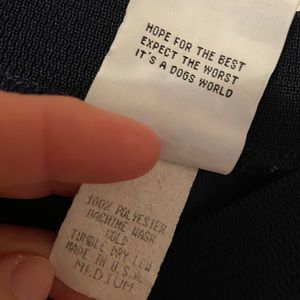 HOPE FOR THE BEST
EXPECT THE WORST
IT'S A DOGS WORLD
100% POLYESTER
MACHINE WASH
COLD
TUMBLE DRY LOW
MADE IN U.S.A
MEDIUM